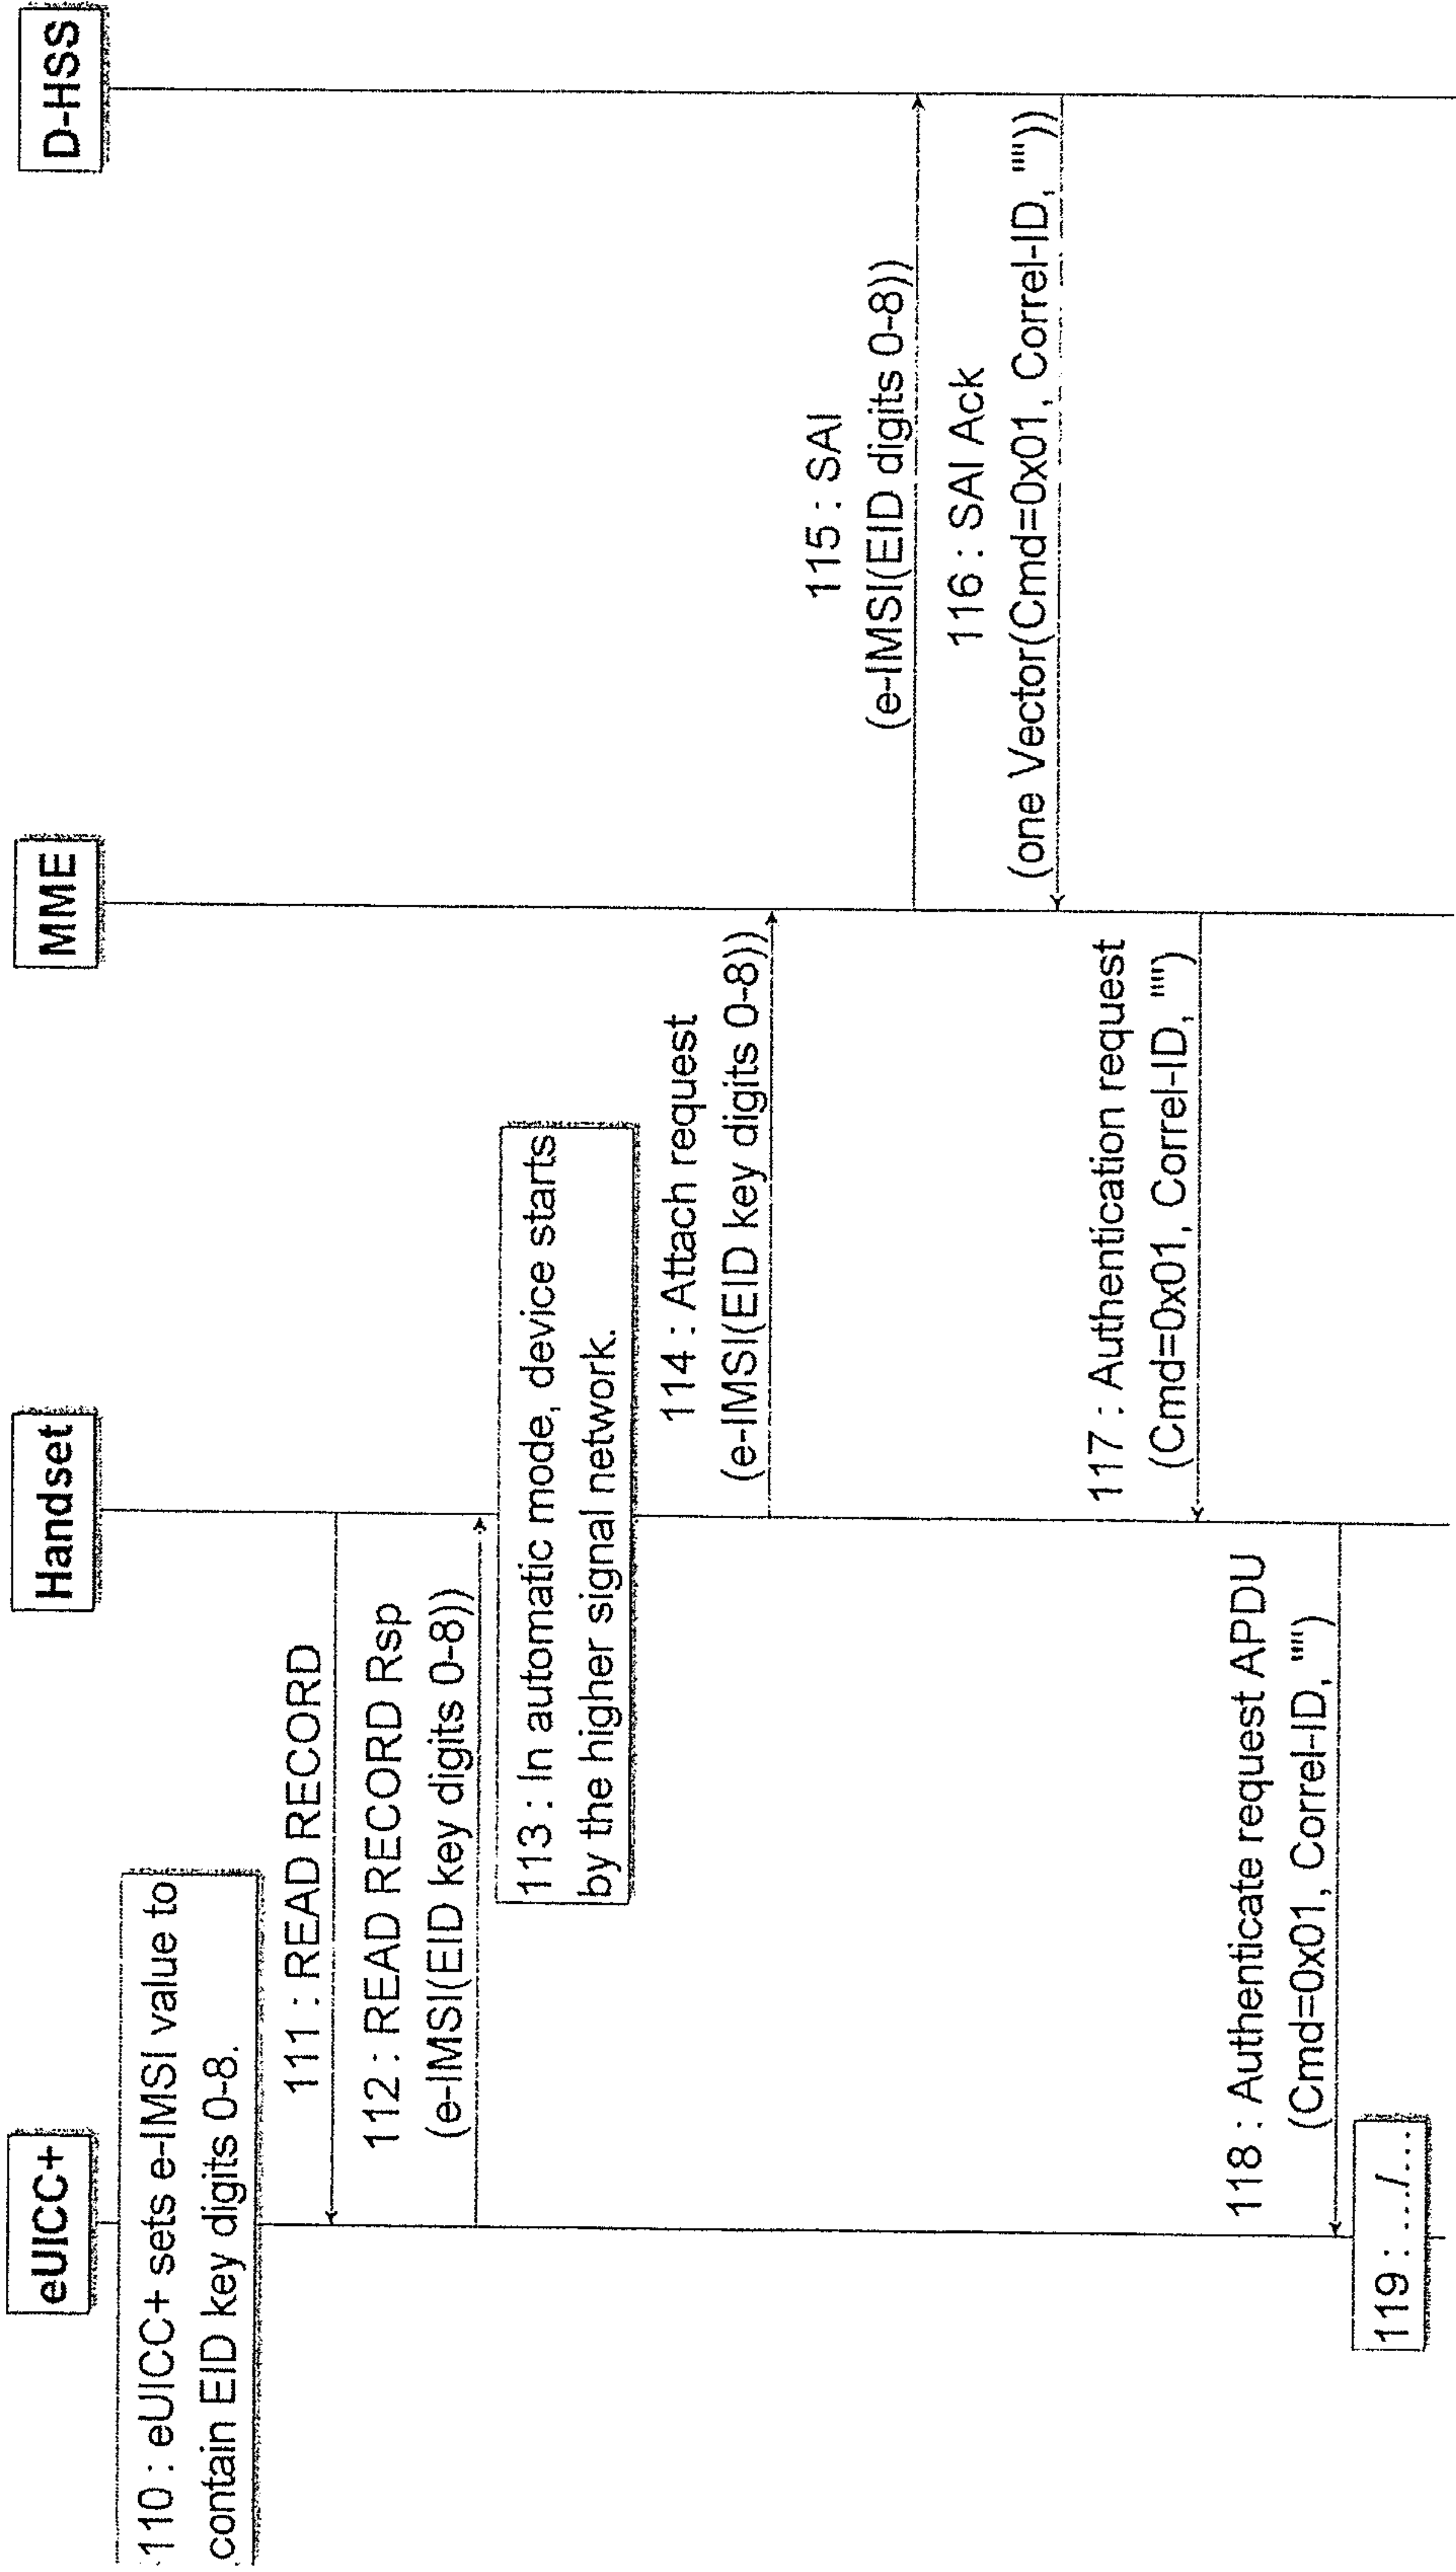 eUICC+
Handset
MME
D-HSS
110 : eUICC+ sets e-IMSI value to
contain EID key digits 0-8.
111 : READ RECORD
112 : READ RECORD Rsp
(e-IMSI(EID key digits 0-8))
113 : In automatic mode, device starts
by the higher signal network.
114 : Attach request
(e-IMSI(EID key digits 0-8))
115 : SAI
(e-IMSI(EID digits 0-8))
116 : SAI Ack
(one Vector(Cmd=0x01, Correl-ID, ""))
117 : Authentication request
(Cmd=0x01, Correl-ID, "")
118 : Authenticate request APDU
(Cmd=0x01, Correl-ID, "")
119 : .../...